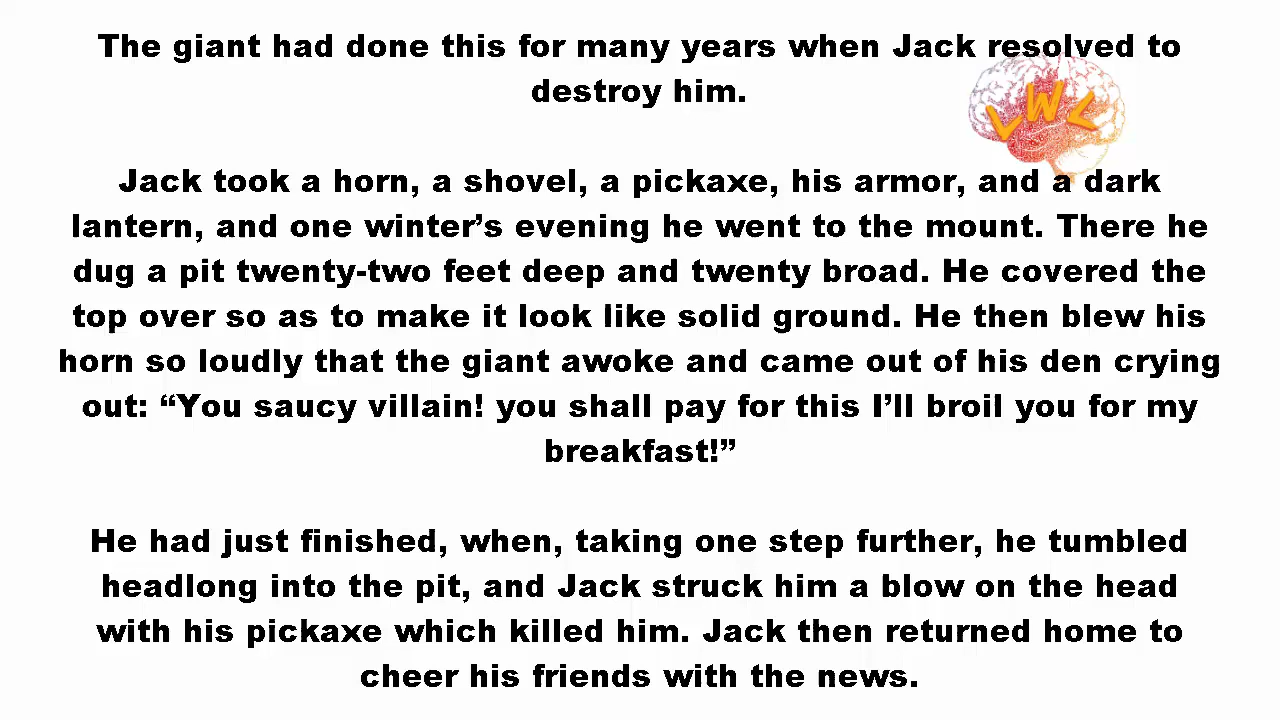 The giant had done this for many years when Jack resolved to
destroy him.
LWC
Jack took a horn, a shovel, a pickaxe, his armor, and a dark
lantern, and one winter’s evening he went to the mount. There he
dug a pit twenty-two feet deep and twenty broad. He covered the
top over so as to make it look like solid ground. He then blew his
horn so loudly that the giant awoke and came out of his den crying
out: “You saucy villain! you shall pay for this I’ll broil you for my
breakfast!”
He had just finished, when, taking one step further, he tumbled
headlong into the pit, and Jack struck him a blow on the head
with his pickaxe which killed him. Jack then returned home to
cheer his friends with the news.